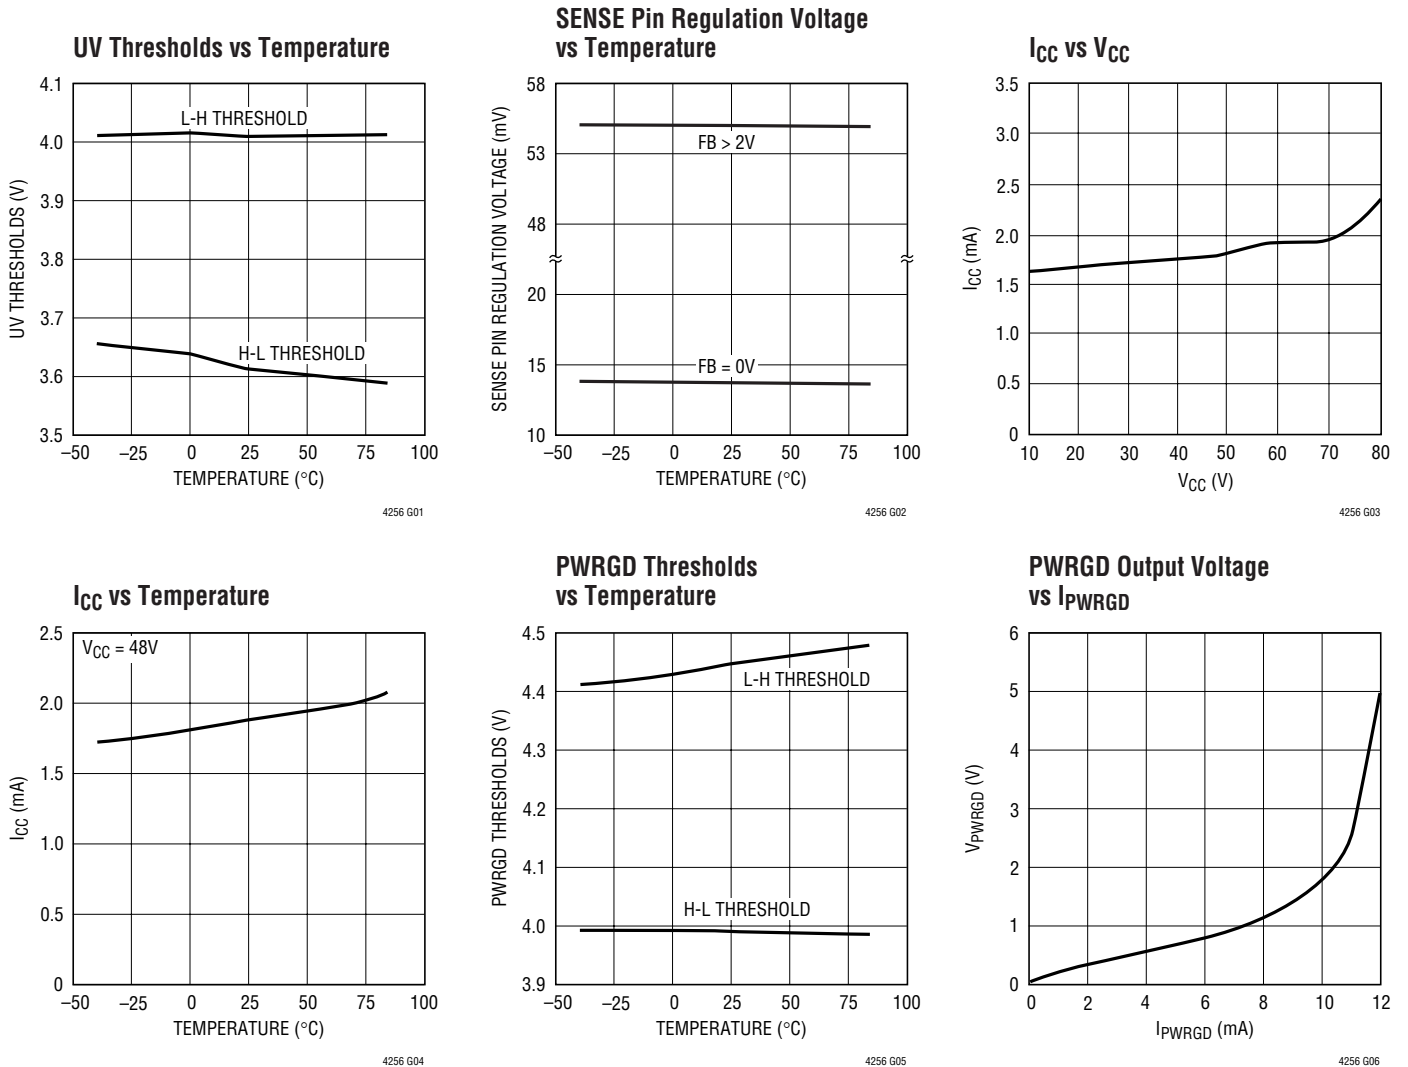 UV Thresholds vs Temperature
4.1
4.0
3.9
3.8
3.7
3.6
3.5
UV THRESHOLDS (V)
L-H THRESHOLD
H-L THRESHOLD
–50 –25 0 25 50 75 100
TEMPERATURE (°C)
4256 G01
SENSE Pin Regulation Voltage
vs Temperature
58
53
48
20
15
10
SENSE PIN REGULATION VOLTAGE (mV)
FB > 2V
FB = 0V
–50 –25 0 25 50 75 100
TEMPERATURE (°C)
4256 G02
ICC vs VCC
3.5
3.0
2.5
2.0
1.5
1.0
0.5
0
ICC (mA)
10 20 30 40 50 60 70 80
VCC (V)
4256 G03
ICC vs Temperature
2.5
2.0
1.5
1.0
0.5
0
ICC (mA)
VCC = 48V
–50 –25 0 25 50 75 100
TEMPERATURE (°C)
4256 G04
PWRGD Thresholds
vs Temperature
4.5
4.4
4.3
4.2
4.1
4.0
3.9
PWRGD THRESHOLDS (V)
L-H THRESHOLD
H-L THRESHOLD
–50 –25 0 25 50 75 100
TEMPERATURE (°C)
4256 G05
PWRGD Output Voltage
vs IPWRGD
6
5
4
3
2
1
0
VPWRGD (V)
0 2 4 6 8 10 12
IPWRGD (mA)
4256 G06